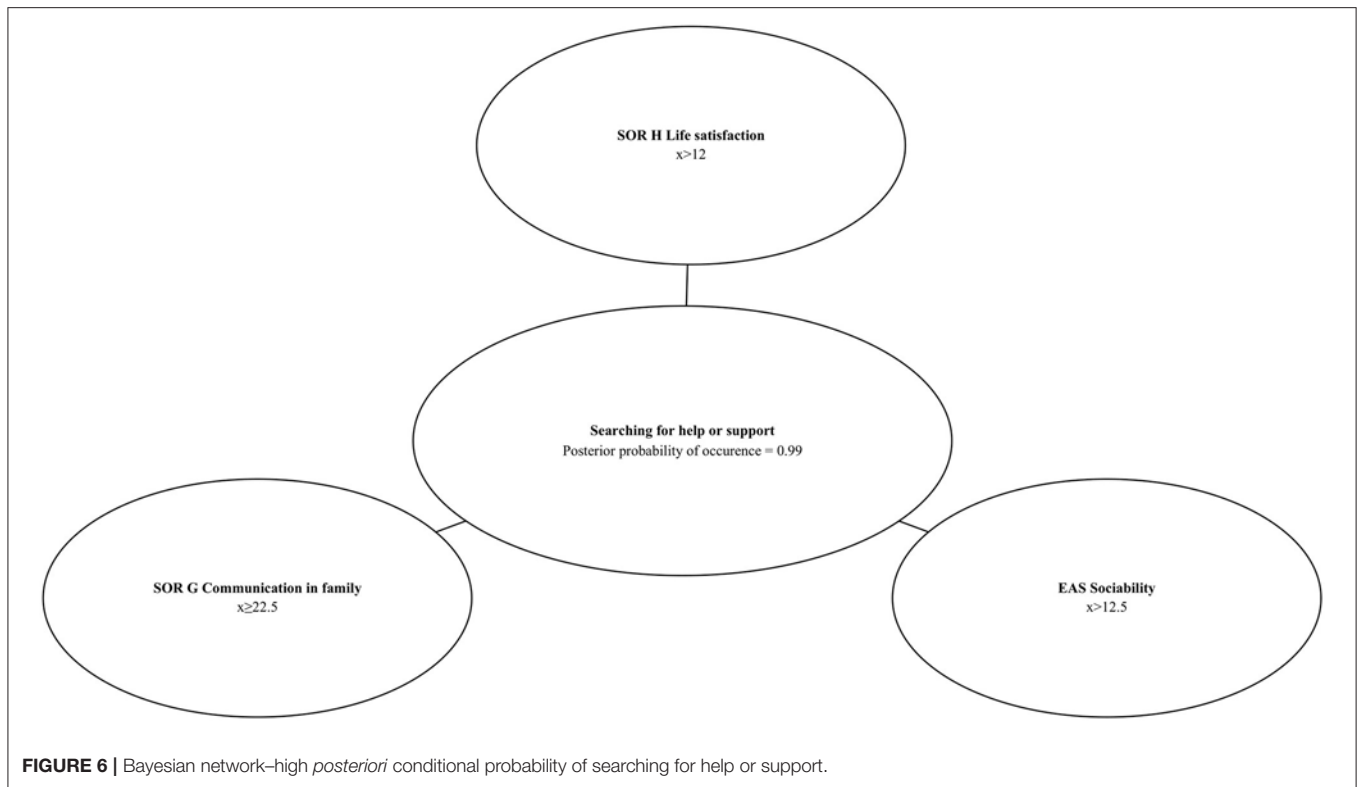 SOR H Life satisfaction
x>12
Searching for help or support
Posterior probability of occurence = 0.99
SOR G Communication in family
x≥22.5
EAS Sociability
x>12.5
FIGURE 6 | Bayesian network–high posteriori conditional probability of searching for help or support.